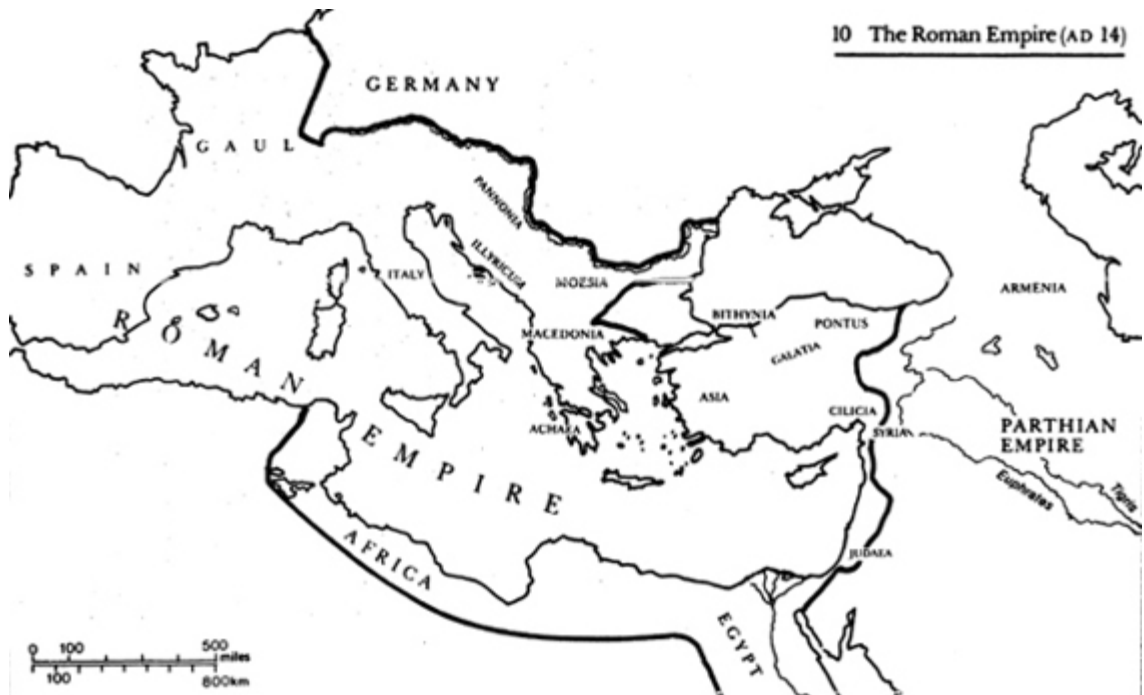 10 The Roman Empire (AD 14)
GERMANY
GAUL
PANNONIA
SPAIN
ITALY
ILLYRICUM
MOESIA
ARMENIA
BITHYNIA
PONTUS
MACEDONIA
GALATIA
ROMAN EMPIRE
ASIA
CILICIA
ACHAEA
SYRIA
PARTHIAN
EMPIRE
Euphrates
Tigris
AFRICA
JUDAEA
EGYPT
0 100 500
miles
100 800km